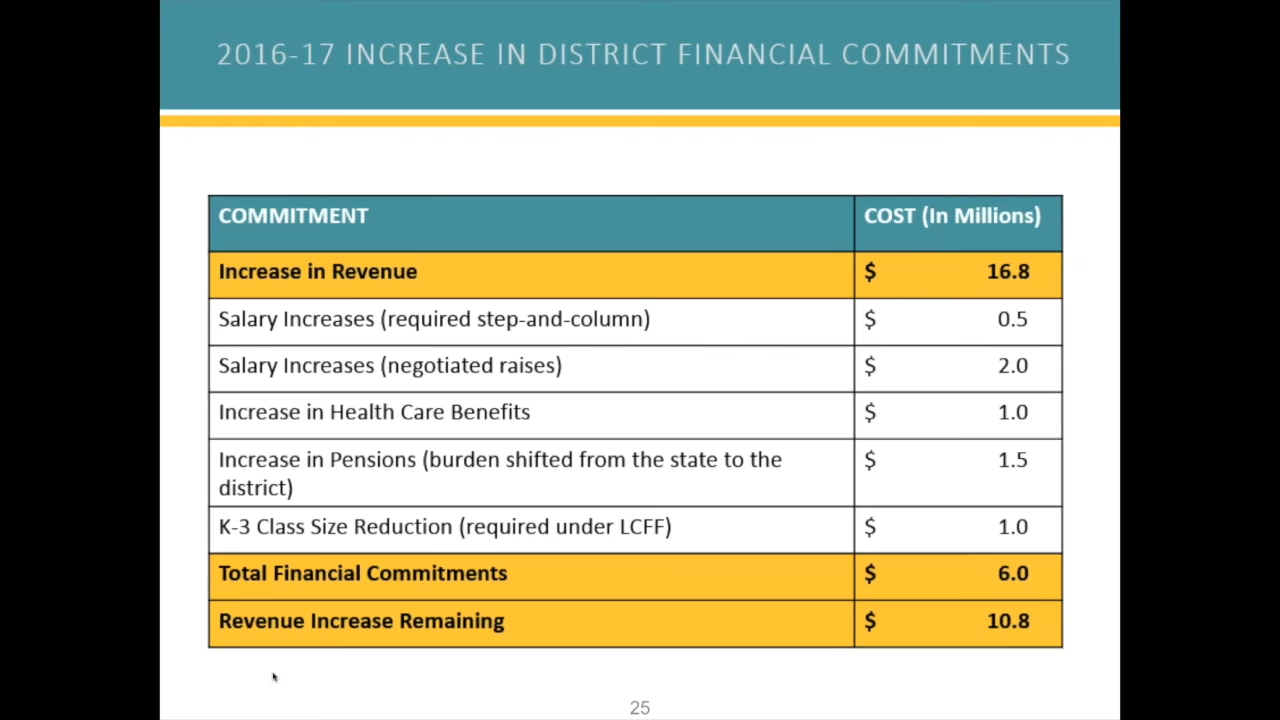 2016-17 INCREASE IN DISTRICT FINANCIAL COMMITMENTS
COMMITMENT COST (In Millions)
Increase in Revenue $ 16.8
Salary Increases (required step-and-column) $ 0.5
Salary Increases (negotiated raises) $ 2.0
Increase in Health Care Benefits $ 1.0
Increase in Pensions (burden shifted from the state to the $ 1.5
district)
K-3 Class Size Reduction (required under LCFF) $ 1.0
Total Financial Commitments $ 6.0
Revenue Increase Remaining $ 10.8
25